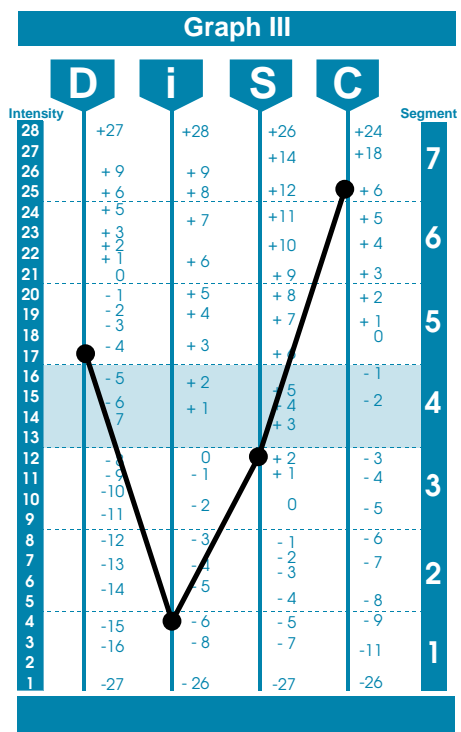 Graph III
D i S C
Intensity Segment
28 +27 +28 +26 +24
27 +14 +18 7
26 + 9 + 9
25 + 6 + 8 +12 + 6
24 + 5 + 7 +11 + 5
23 + 3 6
22 + 2 +10 + 4
+ 1 + 6
21 0 + 9 + 3
20 - 1 + 5 + 8 + 2
19 - 2 + 4 + 7 + 1 5
18 - 3 0
17 - 4 + 3 + 6
16 - 5 + 2 - 1
15 - 6 + 1 5 - 2 4
14 7 - 4
13 + 3
12 - 8 0 + 2 - 3
11 - 9 - 1 + 1 - 4
10 -10 - 2 0 - 5 3
9 -11
8 -12 - 3 - 1 - 6
7 -13 - 4 - 2 - 7
- 3 2
6 -14 - 5
5 - 4 - 8
4 -15 - 6 - 5 - 9
3 -16 - 8 - 7 -11 1
2
1 -27 - 26 -27 -26